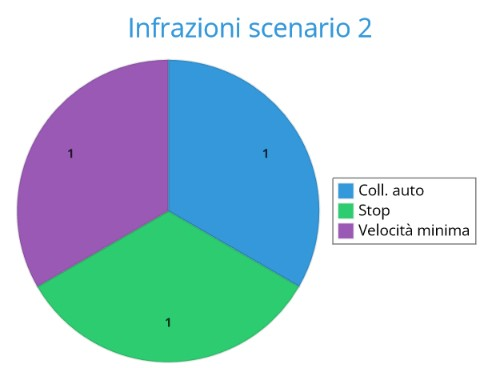 Infrazioni scenario 2
1
1
Coll. auto
Stop
Velocità minima
1